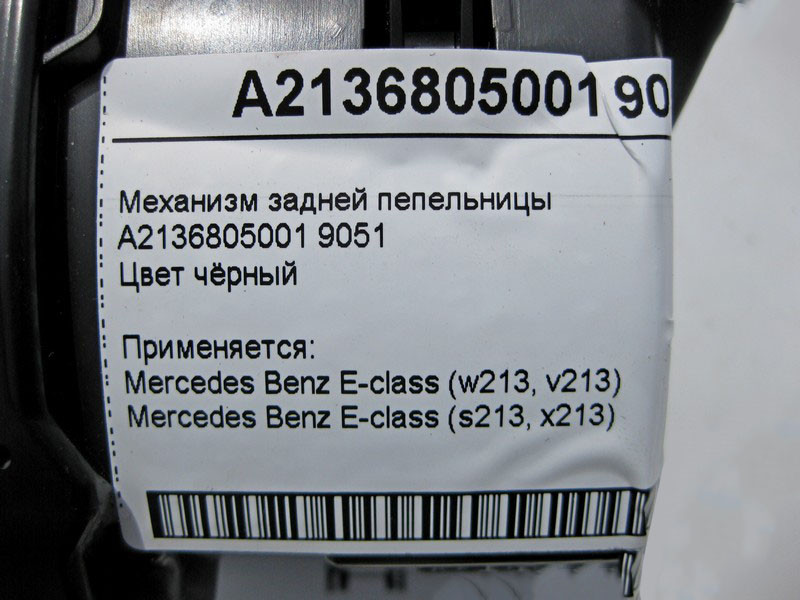 A2136805001 90
Механизм задней пепельницы
A2136805001 9051
Цвет чёрный
Применяется:
Mercedes Benz E-class (w213, v213)
Mercedes Benz E-class (s213, x213)